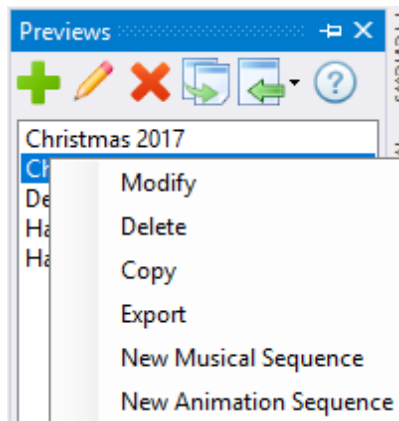 Previews
Christmas 2017
Modify
Delete
Copy
Export
New Musical Sequence
New Animation Sequence